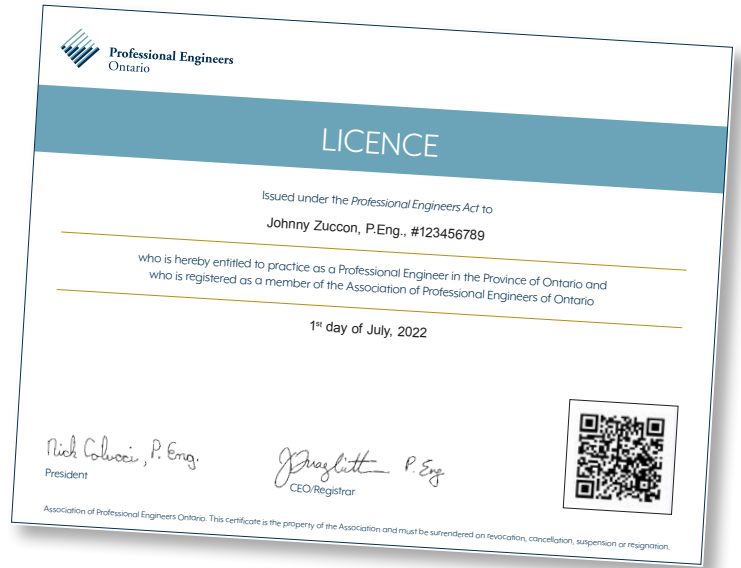 Professional Engineers
Ontario
LICENCE
Issued under the Professional Engineers Act to
Johnny Zuccon, P.Eng., #123456789
who is hereby entitled to practice as a Professional Engineer in the Province of Ontario and
who is registered as a member of the Association of Professional Engineers of Ontario
1st day of July, 2022
Nick Colucci, P. Eng.
P. Eng
President
CEO/Registrar
Association of Professional Engineers Ontario. This certificate is the property of the Association and must be surrendered on revocation, cancellation, suspension or resignation.